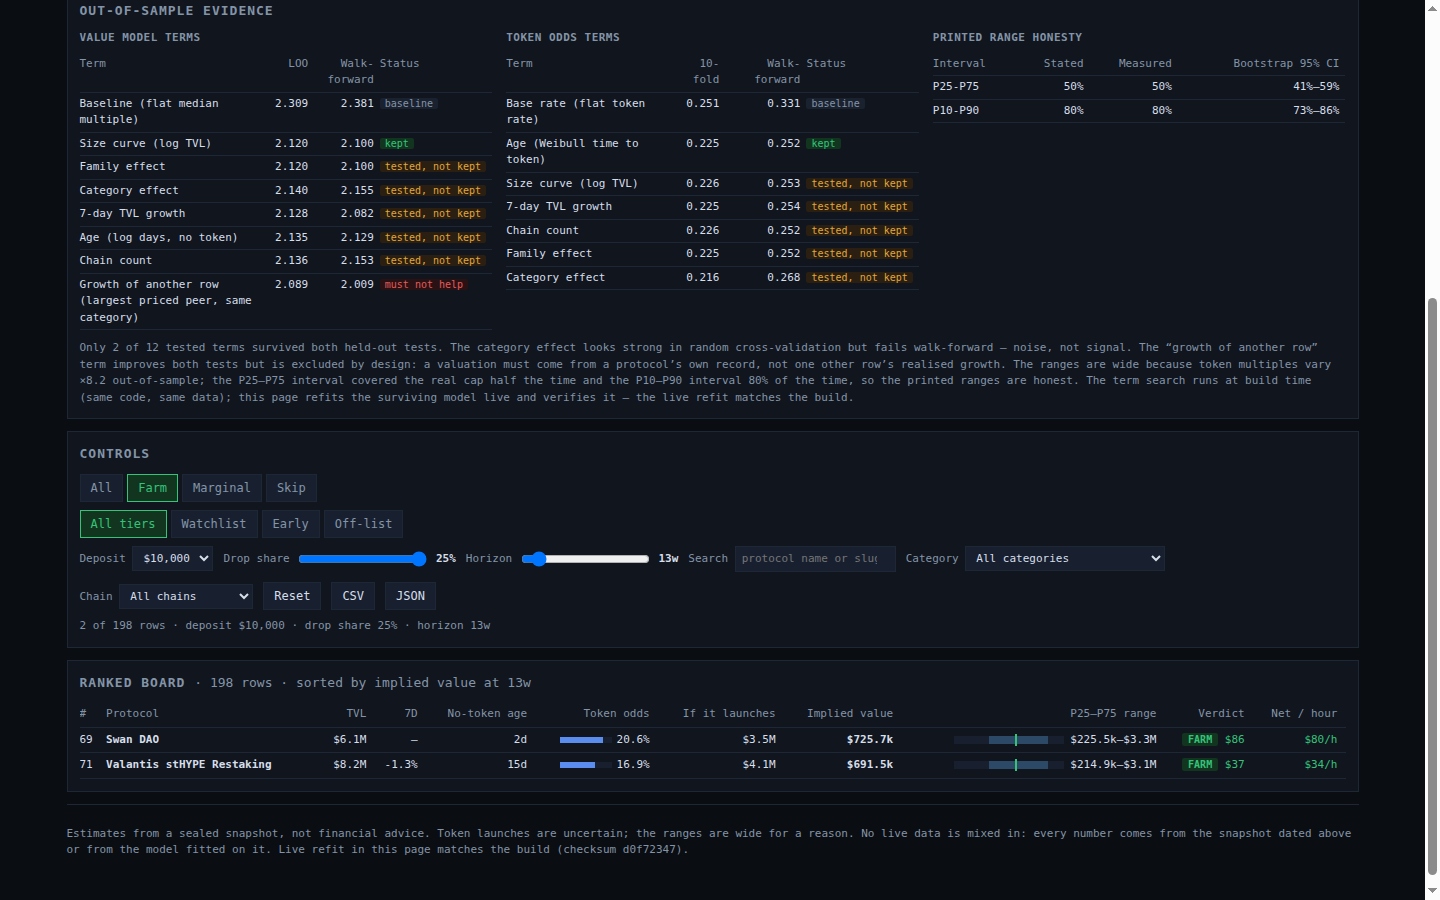 OUT-OF-SAMPLE EVIDENCE
VALUE MODEL TERMS
Term LOO Walk-forward Status
Baseline (flat median multiple) 2.309 2.381 baseline
Size curve (log TVL) 2.120 2.100 kept
Family effect 2.120 2.100 tested, not kept
Category effect 2.140 2.155 tested, not kept
7-day TVL growth 2.128 2.082 tested, not kept
Age (log days, no token) 2.135 2.129 tested, not kept
Chain count 2.136 2.153 tested, not kept
Growth of another row (largest priced peer, same category) 2.089 2.009 must not help
TOKEN ODDS TERMS
Term 10-fold Walk-forward Status
Base rate (flat token rate) 0.251 0.331 baseline
Age (Weibull time to token) 0.225 0.252 kept
Size curve (log TVL) 0.226 0.253 tested, not kept
7-day TVL growth 0.225 0.254 tested, not kept
Chain count 0.226 0.252 tested, not kept
Family effect 0.225 0.252 tested, not kept
Category effect 0.216 0.268 tested, not kept
PRINTED RANGE HONESTY
Interval Stated Measured Bootstrap 95% CI
P25-P75 50% 50% 41%–59%
P10-P90 80% 80% 73%–86%
Only 2 of 12 tested terms survived both held-out tests. The category effect looks strong in random cross-validation but fails walk-forward — noise, not signal. The “growth of another row”
term improves both tests but is excluded by design: a valuation must come from a protocol’s own record, not one other row’s realised growth. The ranges are wide because token multiples vary
×8.2 out-of-sample; the P25–P75 interval covered the real cap half the time and the P10–P90 interval 80% of the time, so the printed ranges are honest. The term search runs at build time
(same code, same data); this page refits the surviving model live and verifies it — the live refit matches the build.
CONTROLS
All Farm Marginal Skip
All tiers Watchlist Early Off-list
Deposit $10,000 Drop share 25% Horizon 13w Search protocol name or slug Category All categories
Chain All chains Reset CSV JSON
2 of 198 rows · deposit $10,000 · drop share 25% · horizon 13w
RANKED BOARD · 198 rows · sorted by implied value at 13w
# Protocol TVL 7D No-token age Token odds If it launches Implied value P25–P75 range Verdict Net / hour
69 Swan DAO $6.1M — 2d 20.6% $3.5M $725.7k $225.5k–$3.3M FARM $86 $80/h
71 Valantis stHYPE Restaking $8.2M -1.3% 15d 16.9% $4.1M $691.5k $214.9k–$3.1M FARM $37 $34/h
Estimates from a sealed snapshot, not financial advice. Token launches are uncertain; the ranges are wide for a reason. No live data is mixed in: every number comes from the snapshot dated above
or from the model fitted on it. Live refit in this page matches the build (checksum d0f72347).